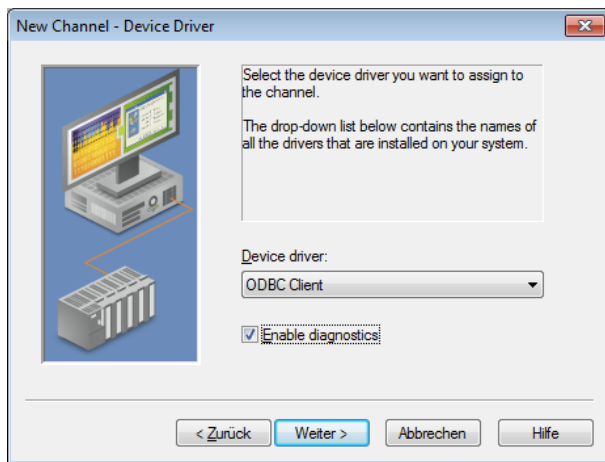 New Channel - Device Driver
Select the device driver you want to assign to
the channel.
The drop-down list below contains the names of
all the drivers that are installed on your system.
Device driver:
ODBC Client
Enable diagnostics
< Zurück
Weiter >
Abbrechen
Hilfe